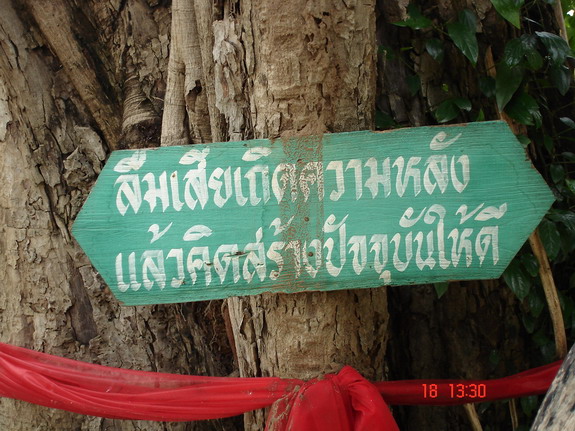 ลืมเสียเถิดความหลัง
แล้วคิดสร้างปัจจุบันให้ดี
18 13:30